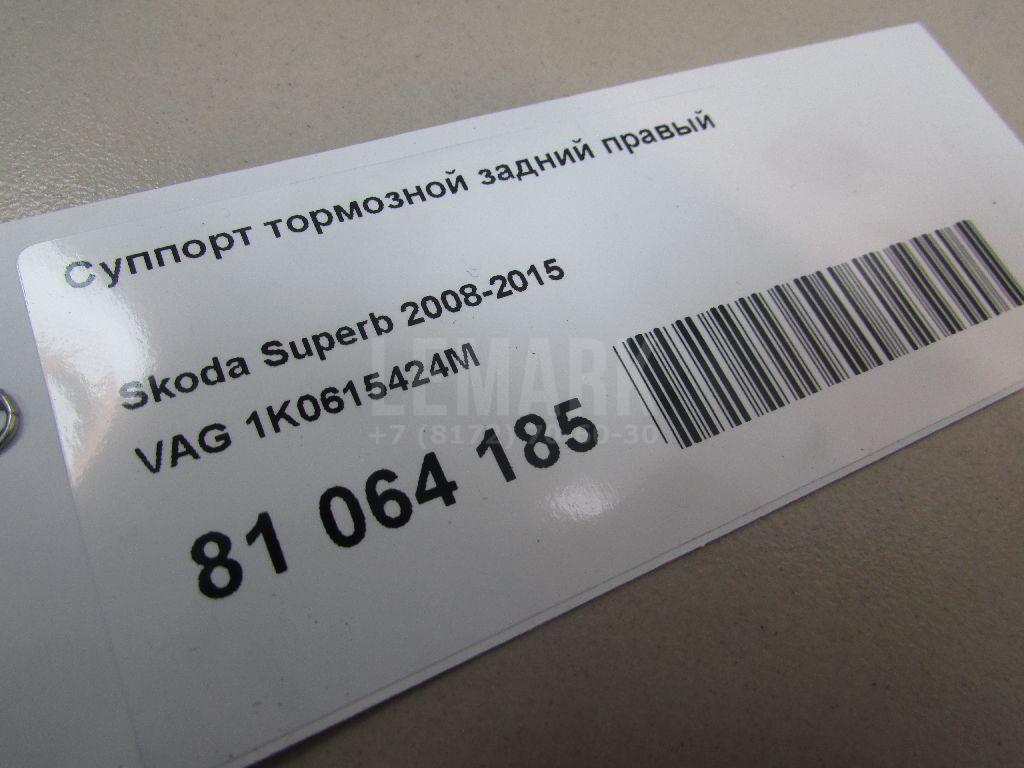 Суппорт тормозной задний правый
Skoda Superb 2008-2015
VAG 1K0615424M
81 064 185